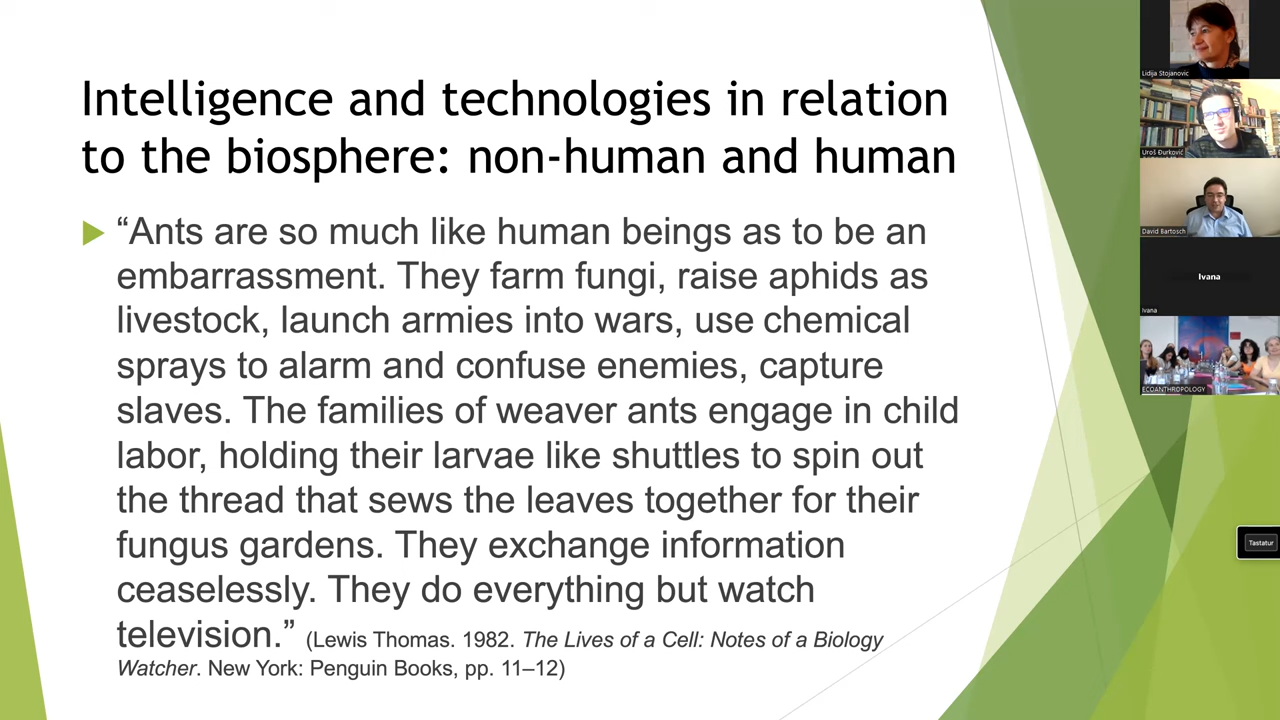 Intelligence and technologies in relation
to the biosphere: non-human and human
“Ants are so much like human beings as to be an
embarrassment. They farm fungi, raise aphids as
livestock, launch armies into wars, use chemical
sprays to alarm and confuse enemies, capture
slaves. The families of weaver ants engage in child
labor, holding their larvae like shuttles to spin out
the thread that sews the leaves together for their
fungus gardens. They exchange information
ceaselessly. They do everything but watch
television.” (Lewis Thomas. 1982. The Lives of a Cell: Notes of a Biology
Watcher. New York: Penguin Books, pp. 11–12)
Lidija Stojanovic
Uroš Đurković
David Bartosch
Ivana
Ivana
ECOANTHROPOLOGY
Tastatur